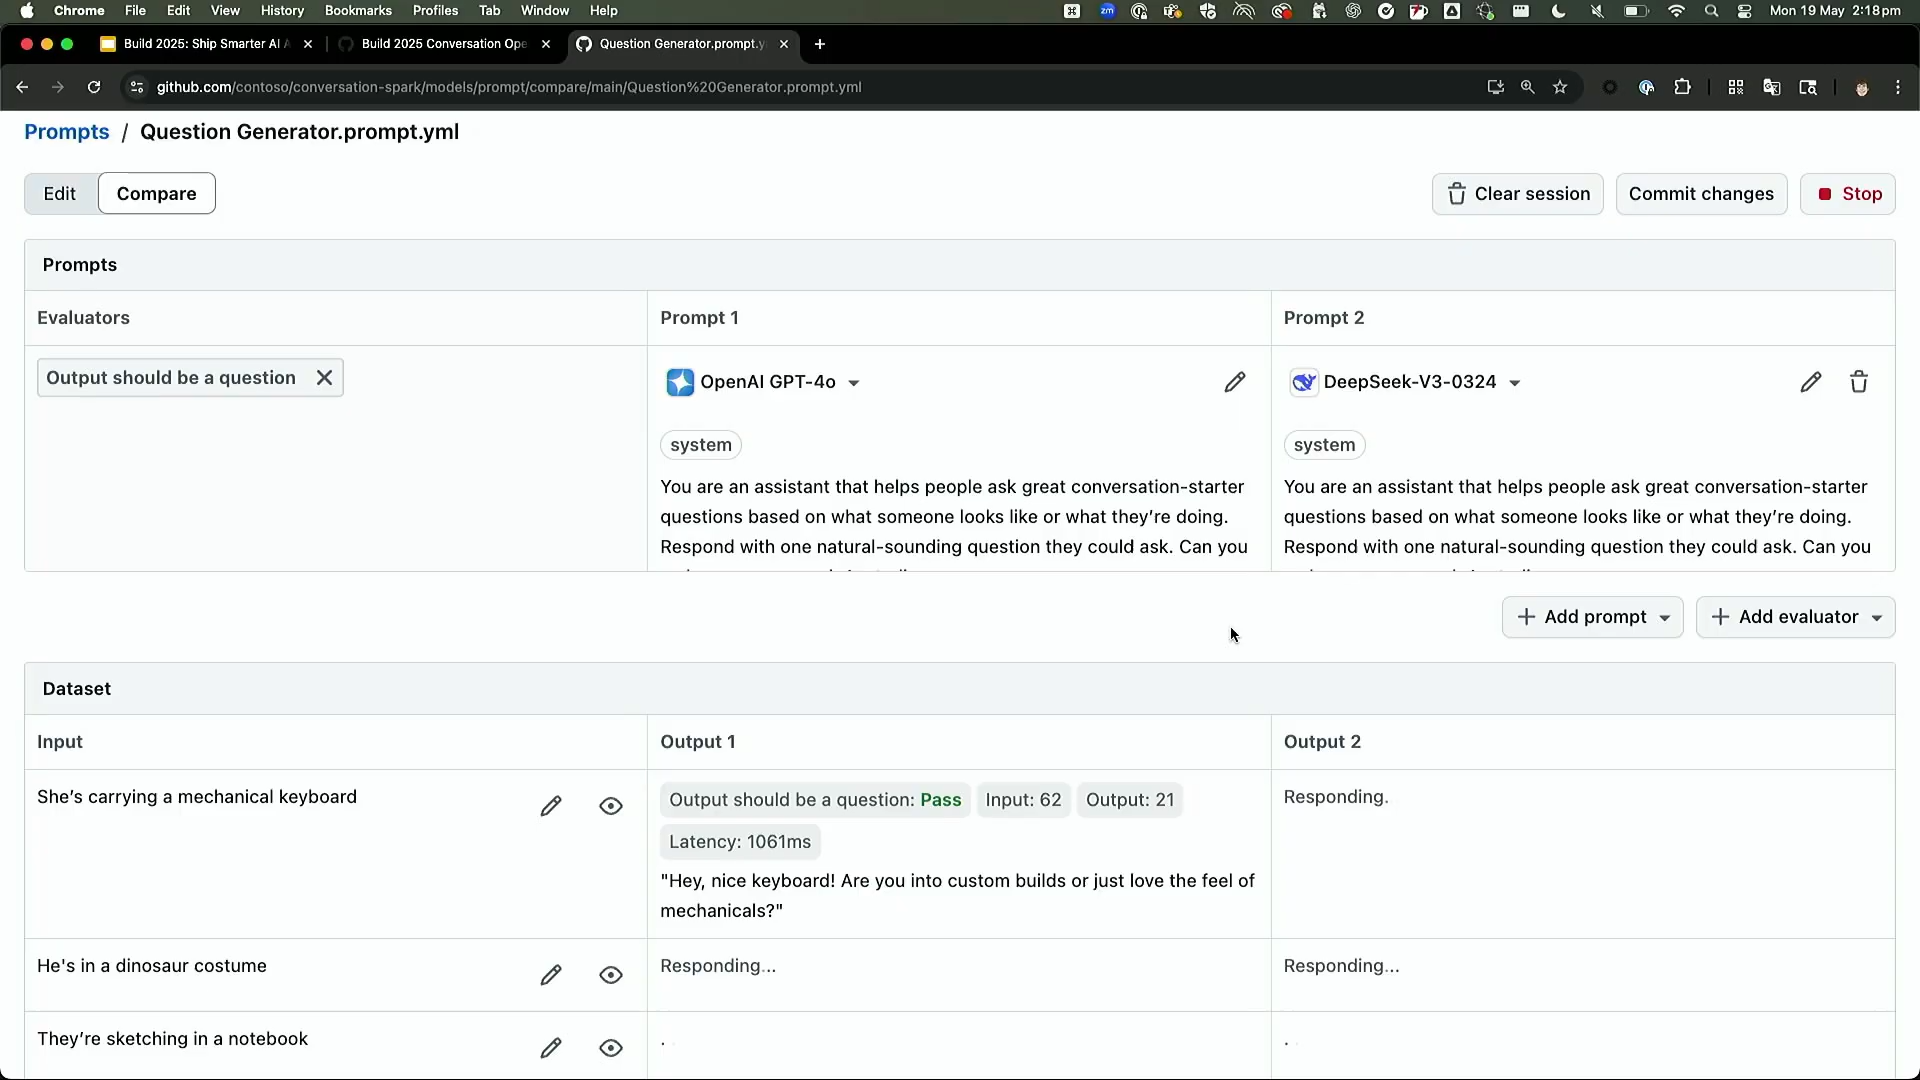 Chrome File Edit View History Bookmarks Profiles Tab Window Help zm Mon 19 May 2:18 pm
Build 2025: Ship Smarter AI A Build 2025 Conversation Ope Question Generator.prompt.y
github.com/contoso/conversation-spark/models/prompt/compare/main/Question%20Generator.prompt.yml
Prompts / Question Generator.prompt.yml
Edit Compare Clear session Commit changes Stop
Prompts
Evaluators Prompt 1 Prompt 2
Output should be a question OpenAI GPT-4o DeepSeek-V3-0324
system system
You are an assistant that helps people ask great conversation-starter
questions based on what someone looks like or what they're doing.
Respond with one natural-sounding question they could ask. Can you
You are an assistant that helps people ask great conversation-starter
questions based on what someone looks like or what they're doing.
Respond with one natural-sounding question they could ask. Can you
Add prompt Add evaluator
Dataset
Input Output 1 Output 2
She's carrying a mechanical keyboard
Output should be a question: Pass Input: 62 Output: 21
Latency: 1061ms
"Hey, nice keyboard! Are you into custom builds or just love the feel of
mechanicals?"
Responding.
He's in a dinosaur costume Responding... Responding...
They're sketching in a notebook . .